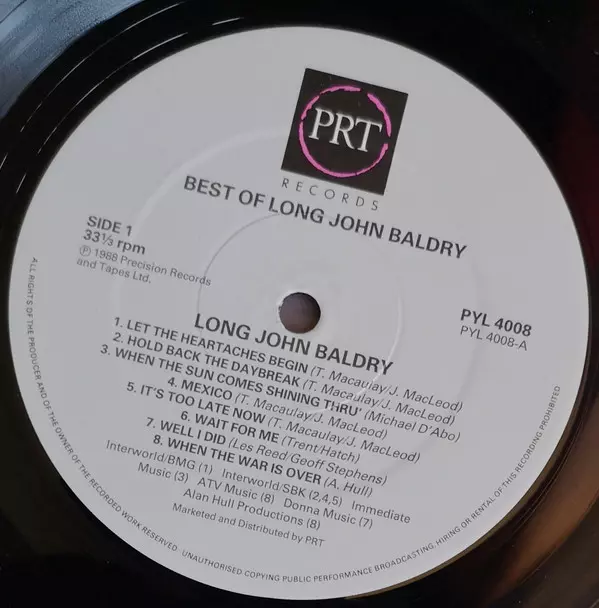 PRT
RECORDS
BEST OF LONG JOHN BALDRY
SIDE 1
33⅓ rpm
℗ 1988 Precision Records
and Tapes Ltd.
PYL 4008
PYL 4008-A
LONG JOHN BALDRY
1. LET THE HEARTACHES BEGIN (T. Macaulay/J. MacLeod)
2. HOLD BACK THE DAYBREAK (T. Macaulay/J. MacLeod)
3. WHEN THE SUN COMES SHINING THRU' (Michael D'Abo)
4. MEXICO (T. Macaulay/J. MacLeod)
5. IT'S TOO LATE NOW (T. Macaulay/J. MacLeod)
6. WAIT FOR ME (Trent/Hatch)
7. WELL I DID (Les Reed/Geoff Stephens)
8. WHEN THE WAR IS OVER (A. Hull)
Interworld/BMG (1) Interworld/SBK (2,4,5) Immediate
Music (3) ATV Music (8) Donna Music (7)
Alan Hull Productions (8)
Marketed and Distributed by PRT
ALL RIGHTS OF THE PRODUCER AND OF THE OWNER OF THE RECORDED WORK RESERVED. UNAUTHORISED COPYING PUBLIC PERFORMANCE BROADCASTING, HIRING OR RENTAL OF THIS RECORDING PROHIBITED